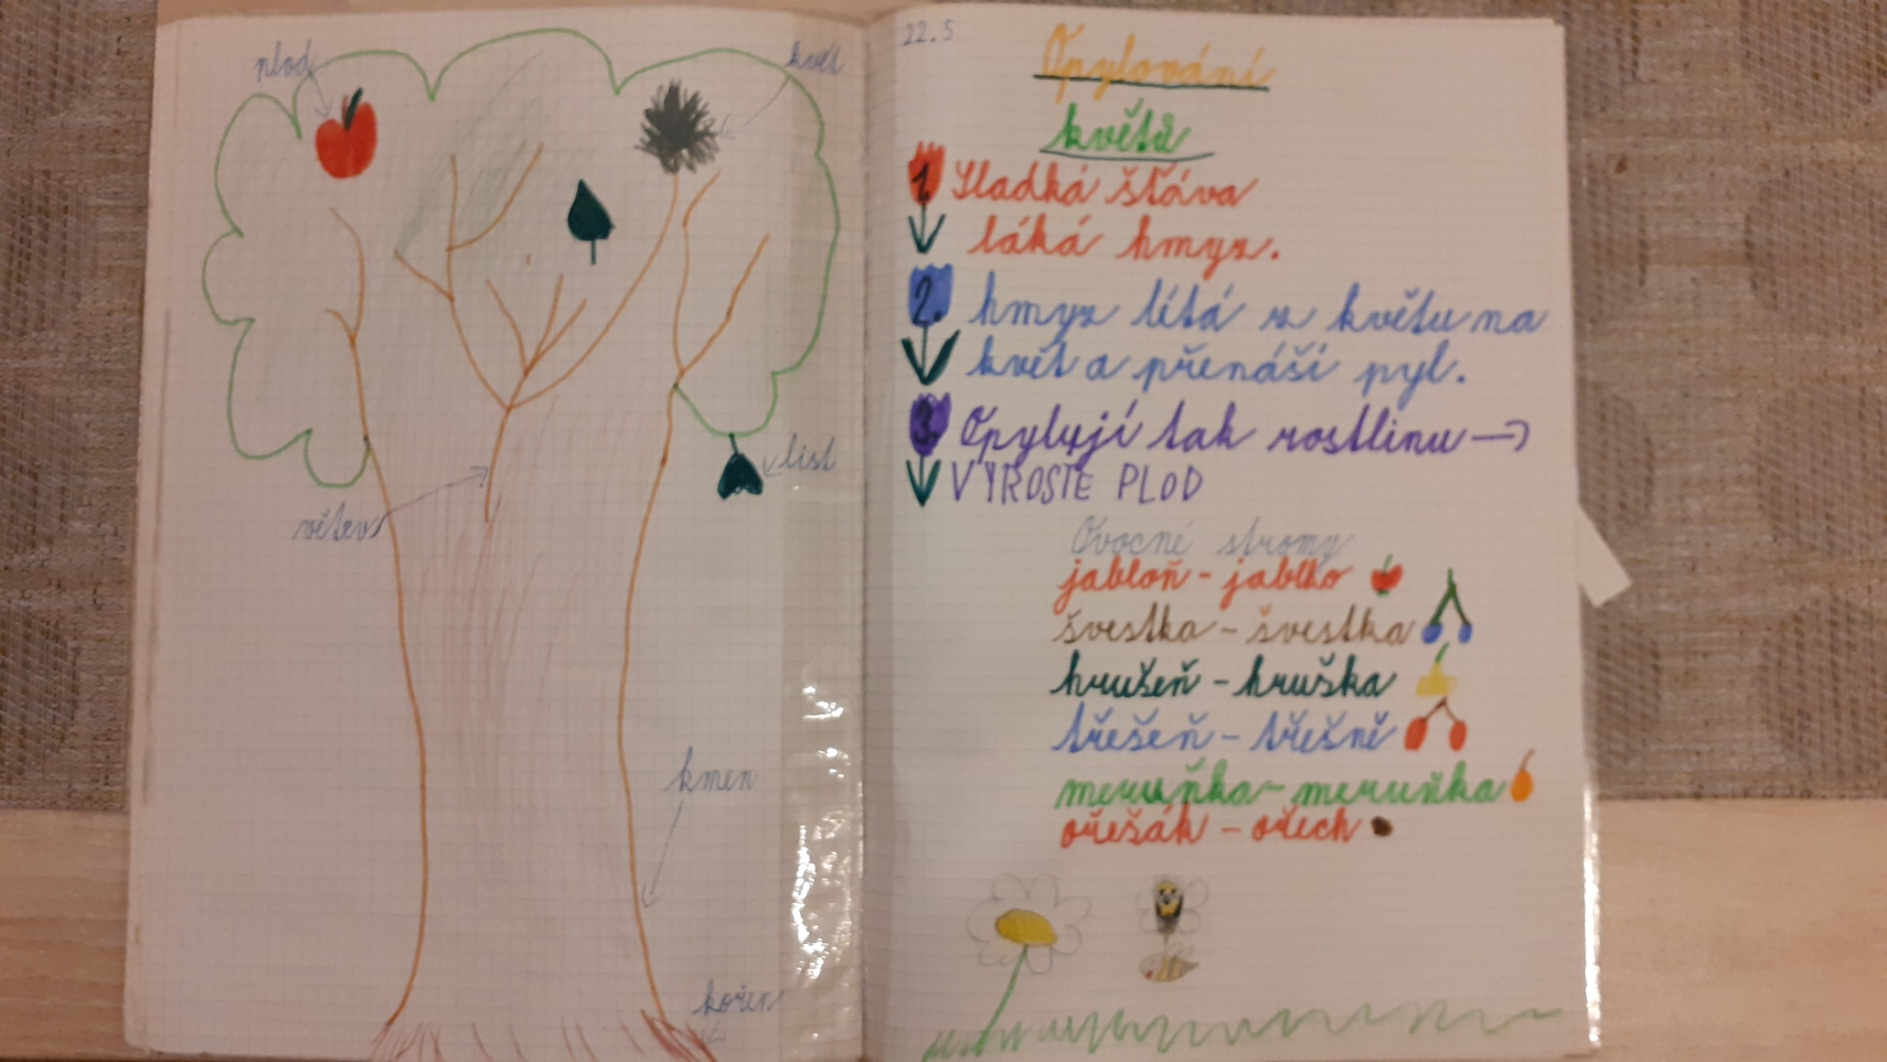 plod
květ
list
větev
kmen
kořen
22.5
Opylování
květů
1. Sladká šťáva
láká hmyz.
2. hmyz létá z květu na
květ a přenáší pyl.
3. Opylují tak rostlinu →
VYROSTE PLOD
Ovocné stromy
jabloň - jablko
švestka - švestka
hrušeň - hruška
třešeň - třešně
meruňka - meruňka
ořešák - ořech